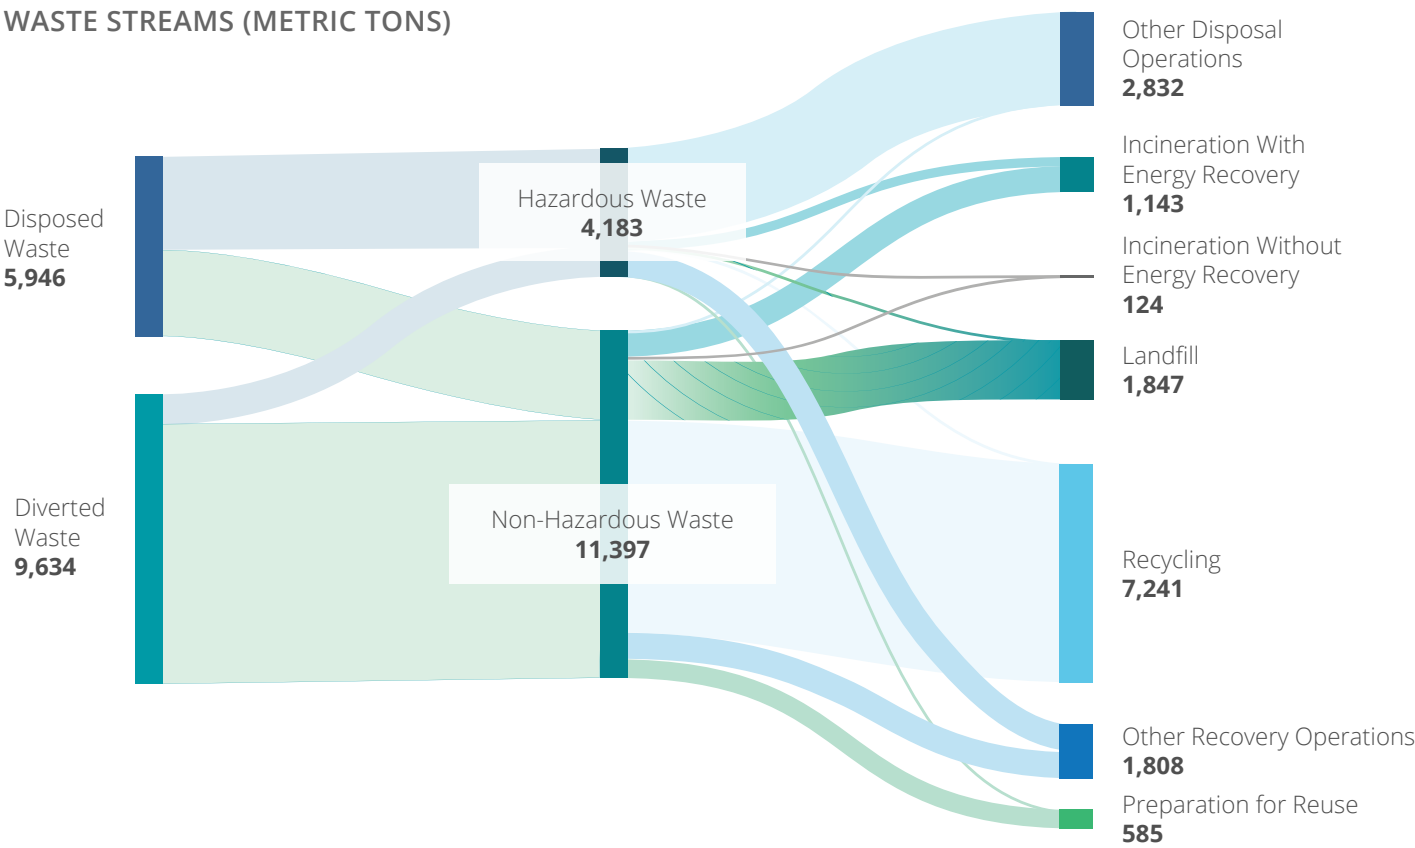 WASTE STREAMS (METRIC TONS)
Disposed
Waste
5,946
Diverted
Waste
9,634
Hazardous Waste
4,183
Non-Hazardous Waste
11,397
Other Disposal
Operations
2,832
Incineration With
Energy Recovery
1,143
Incineration Without
Energy Recovery
124
Landfill
1,847
Recycling
7,241
Other Recovery Operations
1,808
Preparation for Reuse
585